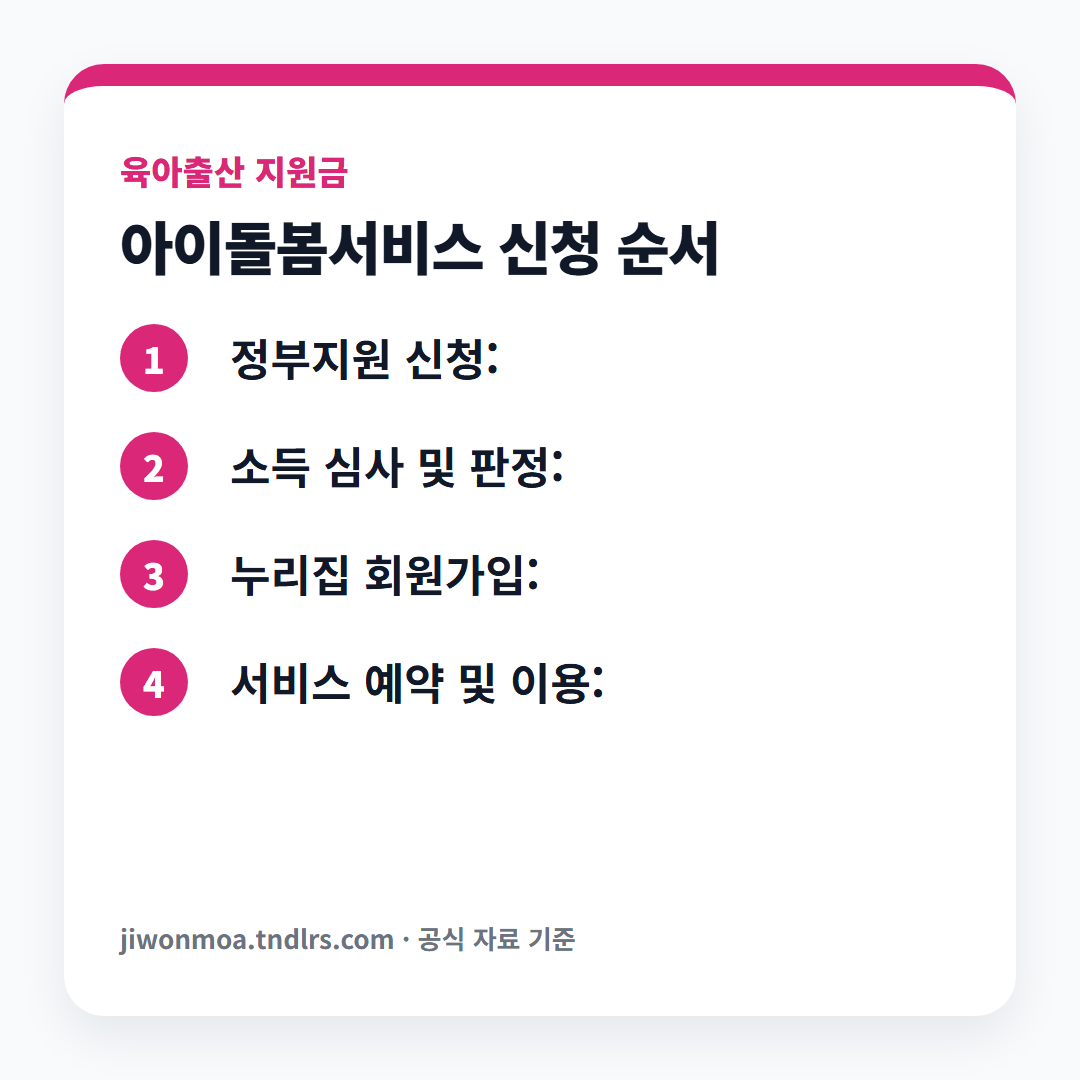 육아출산 지원금
아이돌봄서비스 신청 순서
1 정부지원 신청:
2 소득 심사 및 판정:
3 누리집 회원가입:
4 서비스 예약 및 이용:
jiwonmoa.tndlrs.com · 공식 자료 기준